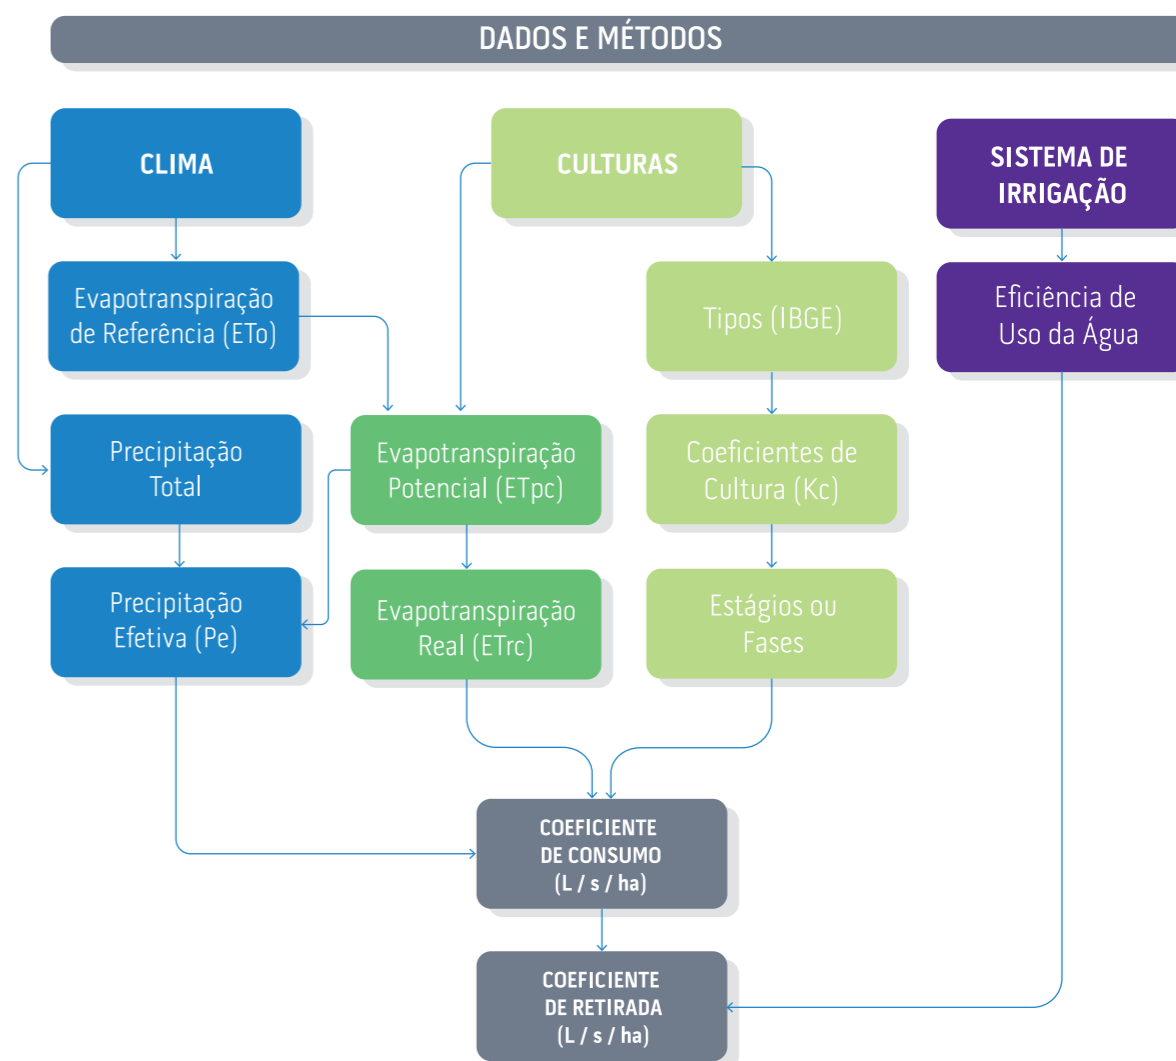 DADOS E MÉTODOS
CLIMA
CULTURAS
SISTEMA DE
IRRIGAÇÃO
Evapotranspiração
de Referência (ETo)
Tipos (IBGE)
Eficiência de
Uso da Água
Precipitação
Total
Evapotranspiração
Potencial (ETpc)
Coeficientes de
Cultura (Kc)
Precipitação
Efetiva (Pe)
Evapotranspiração
Real (ETrc)
Estágios ou
Fases
COEFICIENTE
DE CONSUMO
(L / s / ha)
COEFICIENTE
DE RETIRADA
(L / s / ha)